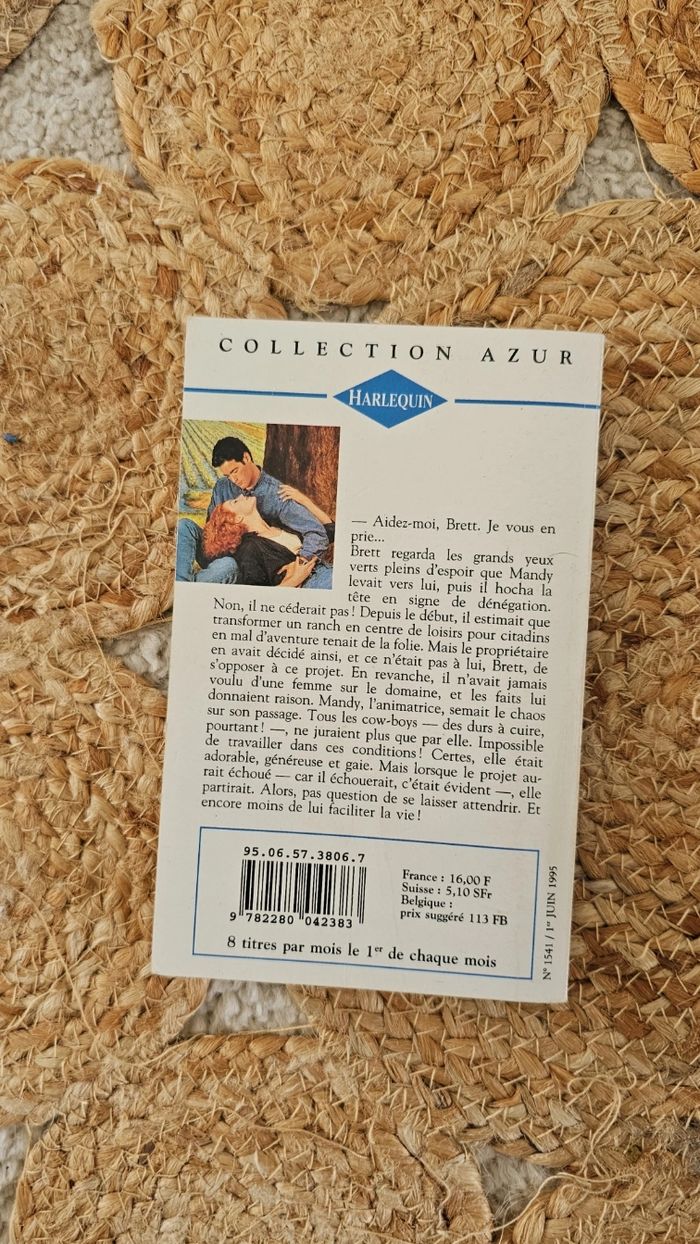 COLLECTION AZUR
HARLEQUIN
— Aidez-moi, Brett. Je vous en
prie...
Brett regarda les grands yeux
verts pleins d'espoir que Mandy
levait vers lui, puis il hocha la
tête en signe de dénégation.
Non, il ne céderait pas ! Depuis le début, il estimait que
transformer un ranch en centre de loisirs pour citadins
en mal d'aventure tenait de la folie. Mais le propriétaire
en avait décidé ainsi, et ce n'était pas à lui, Brett, de
s'opposer à ce projet. En revanche, il n'avait jamais
voulu d'une femme sur le domaine, et les faits lui
donnaient raison. Mandy, l'animatrice, semait le chaos
sur son passage. Tous les cow-boys — des durs à cuire,
pourtant ! —, ne juraient plus que par elle. Impossible
de travailler dans ces conditions ! Certes, elle était
adorable, généreuse et gaie. Mais lorsque le projet au-
rait échoué — car il échouerait, c'était évident —, elle
partirait. Alors, pas question de se laisser attendrir. Et
encore moins de lui faciliter la vie !
95.06.57.3806.7
9 782280 042383
France : 16,00 F
Suisse : 5,10 SFr
Belgique :
prix suggéré 113 FB
8 titres par mois le 1er de chaque mois
N° 1541 / 1er JUIN 1995